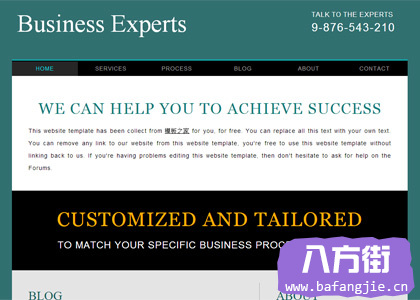 Business Experts
TALK TO THE EXPERTS
9-876-543-210
HOME SERVICES PROCESS BLOG ABOUT CONTACT
WE CAN HELP YOU TO ACHIEVE SUCCESS
This website template has been collect from 模板之家 for you, for free. You can replace all this text with your own text.
You can remove any link to our website from this website template, you're free to use this website template without
linking back to us. If you're having problems editing this website template, then don't hesitate to ask for help on the
Forums.
CUSTOMIZED AND TAILORED
TO MATCH YOUR SPECIFIC BUSINESS
八方街
www.bafangjie.cn
BLOG